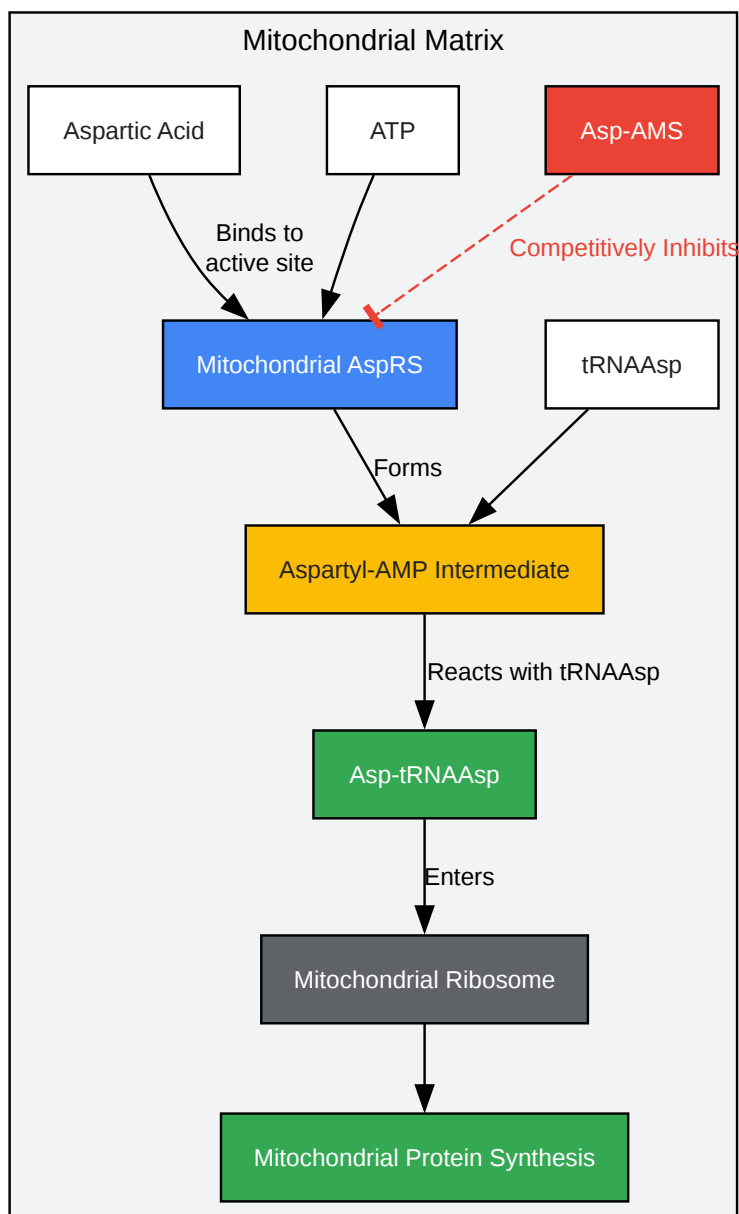 Mitochondrial Matrix
Aspartic Acid
ATP
Asp-AMS
Binds to
active site
Competitively Inhibits
Mitochondrial AspRS
tRNAAsp
Forms
Aspartyl-AMP Intermediate
Reacts with tRNAAsp
Asp-tRNAAsp
Enters
Mitochondrial Ribosome
Mitochondrial Protein Synthesis